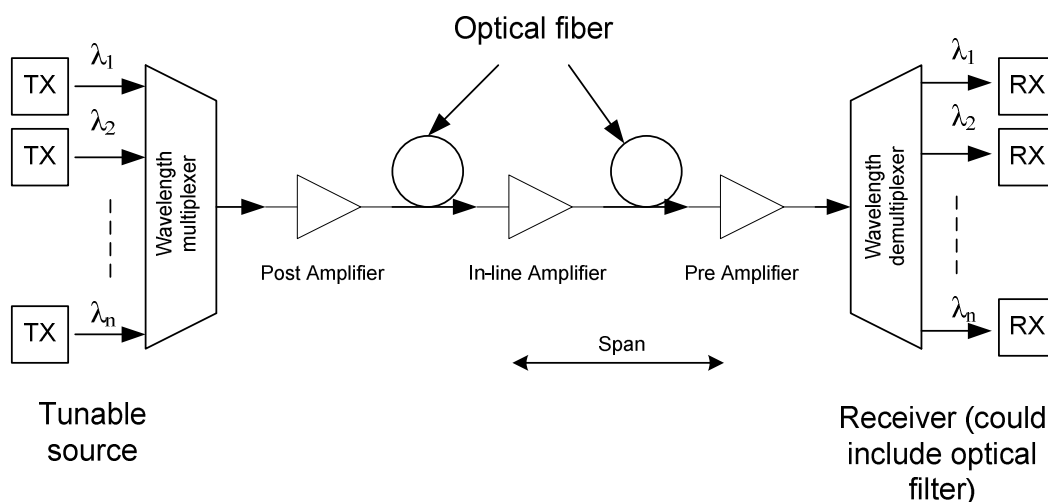 Optical fiber
TX
λ1
TX
λ2
TX
λn
Wavelength
multiplexer
Post Amplifier
In-line Amplifier
Pre Amplifier
Span
Wavelength
demultiplexer
λ1
RX
λ2
RX
λn
RX
Tunable
source
Receiver (could
include optical
filter)